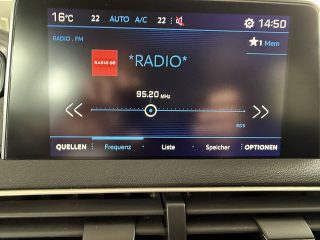 16°C 22 AUTO A/C 22 14:50
RADIO . FM
1 Mem
*RADIO*
95.20 MHz
RDS
QUELLEN Frequenz Liste Speicher OPTIONEN